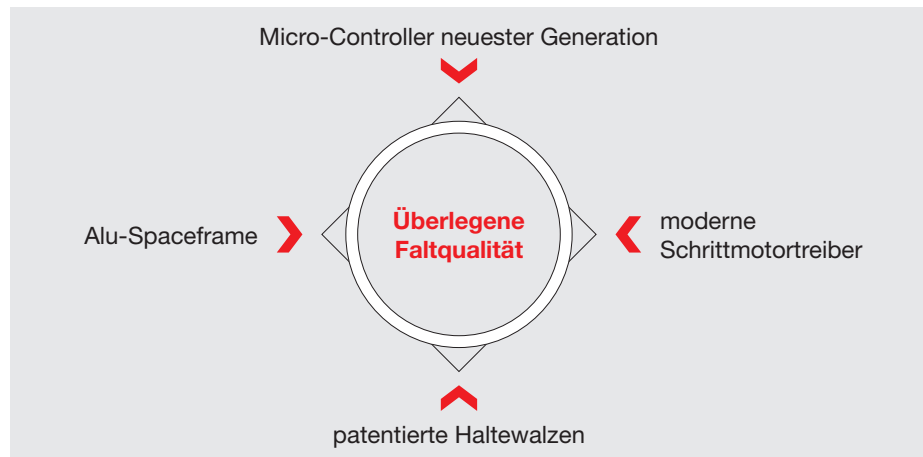 Micro-Controller neuester Generation
Alu-Spaceframe
Überlegene
Faltqualität
moderne
Schrittmotortreiber
patentierte Haltewalzen